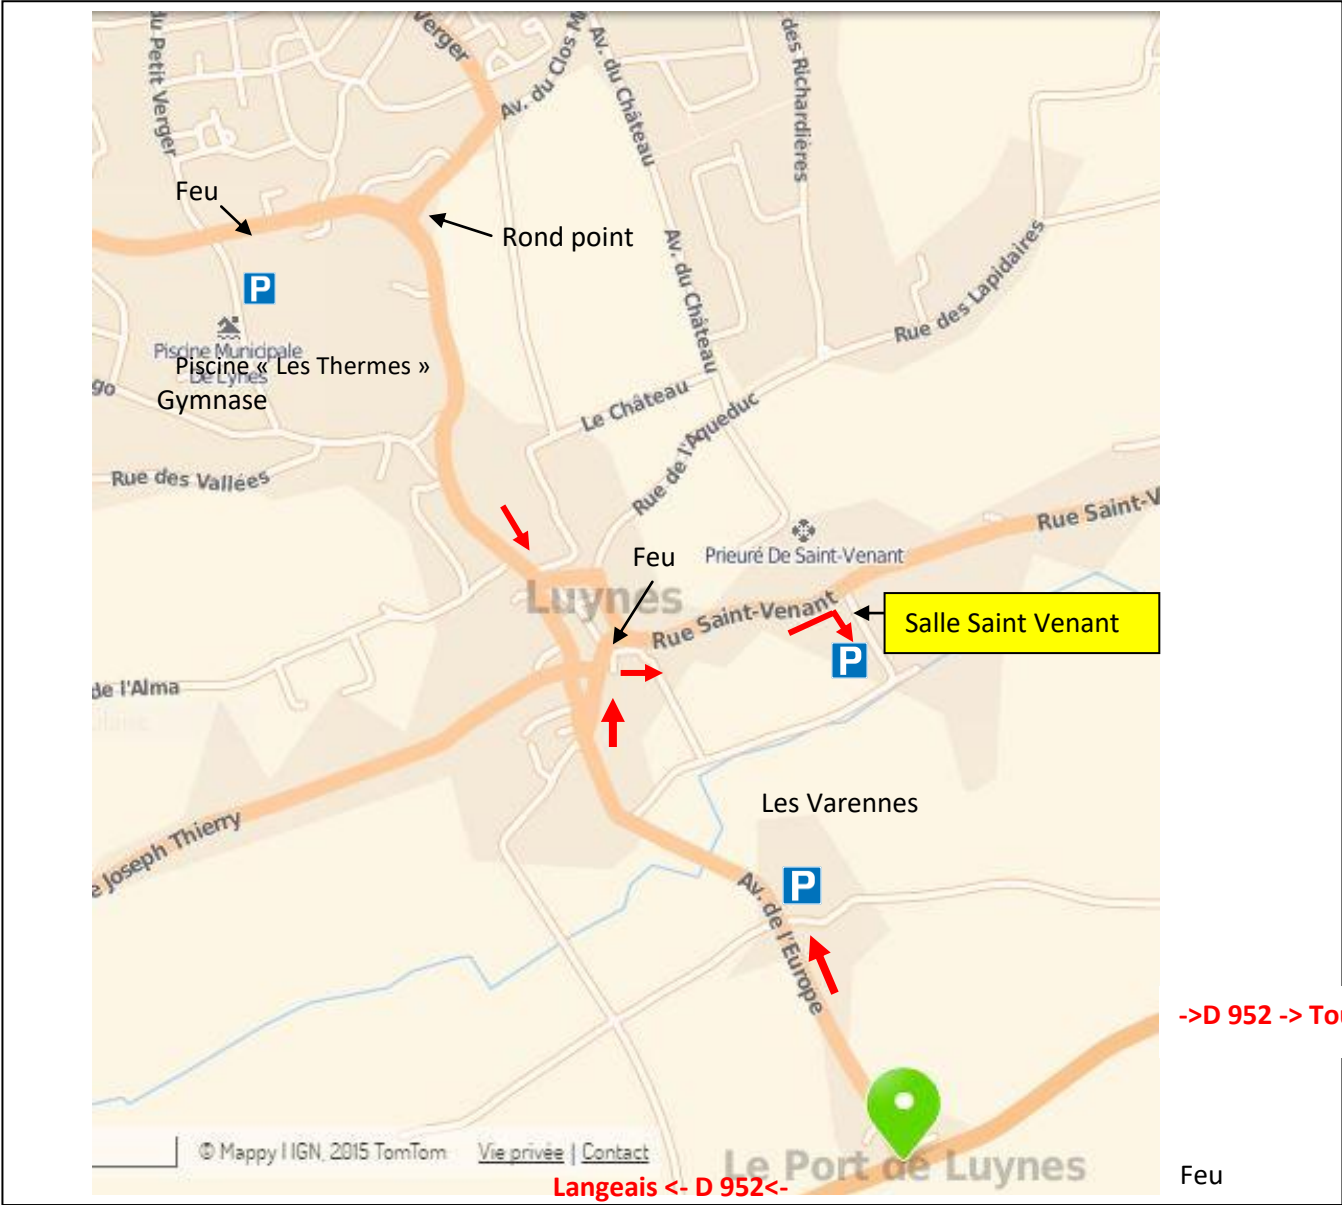 du Petit Verger
Verger
Av. du Clos M
Av. du Château
des Richardières
Feu
Rond point
Av. du Château
Rue des Lapidaires
P
Piscine Municipale
De Lynes
Piscine « Les Thermes »
Gymnase
go
Le Château
Rue de l'Aqueduc
Rue des Vallées
Rue Saint-V
Feu
Prieuré De Saint-Venant
Luynes
Rue Saint-Venant
Salle Saint Venant
P
de l'Alma
Les Varennes
e Joseph Thierry
P
Av. de l'Europe
->D 952 -> Tou
© Mappy | IGN, 2015 TomTom Vie privée | Contact
Le Port de Luynes
Feu
Langeais <- D 952<-